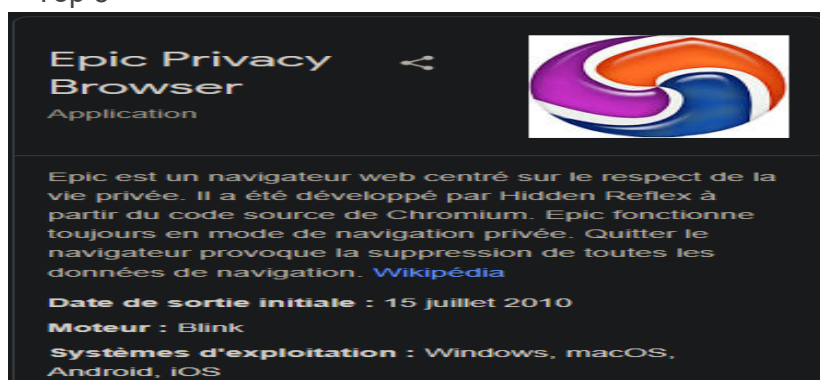 Epic Privacy
Browser
Application
Epic est un navigateur web centré sur le respect de la
vie privée. Il a été développé par Hidden Reflex à
partir du code source de Chromium. Epic fonctionne
toujours en mode de navigation privée. Quitter le
navigateur provoque la suppression de toutes les
données de navigation. Wikipédia
Date de sortie initiale : 15 juillet 2010
Moteur : Blink
Systèmes d'exploitation : Windows, macOS,
Android, iOS